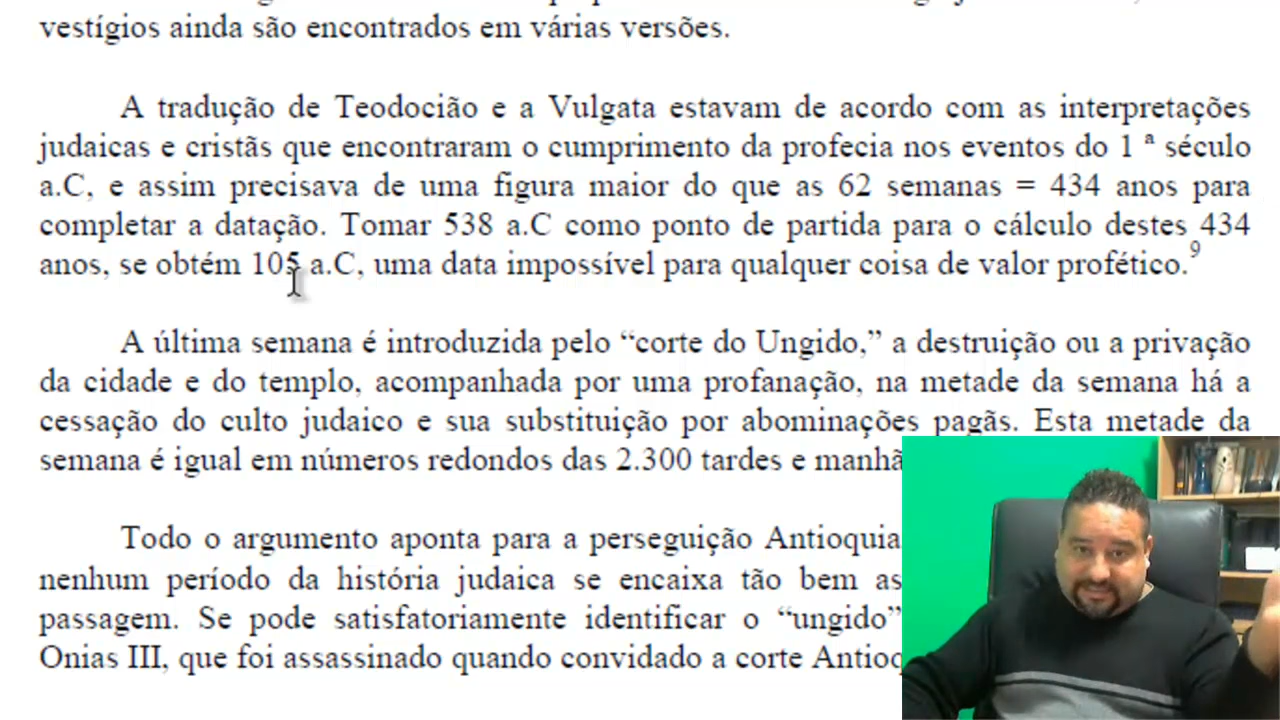 vestígios ainda são encontrados em várias versões.
A tradução de Teodocião e a Vulgata estavam de acordo com as interpretações
judaicas e cristãs que encontraram o cumprimento da profecia nos eventos do 1 ª século
a.C, e assim precisava de uma figura maior do que as 62 semanas = 434 anos para
completar a datação. Tomar 538 a.C como ponto de partida para o cálculo destes 434
anos, se obtém 105 a.C, uma data impossível para qualquer coisa de valor profético.9
A última semana é introduzida pelo “corte do Ungido,” a destruição ou a privação
da cidade e do templo, acompanhada por uma profanação, na metade da semana há a
cessação do culto judaico e sua substituição por abominações pagãs. Esta metade da
semana é igual em números redondos das 2.300 tardes e manhã
Todo o argumento aponta para a perseguição Antioquia
nenhum período da história judaica se encaixa tão bem as
passagem. Se pode satisfatoriamente identificar o “ungido”
Onias III, que foi assassinado quando convidado a corte Antioq